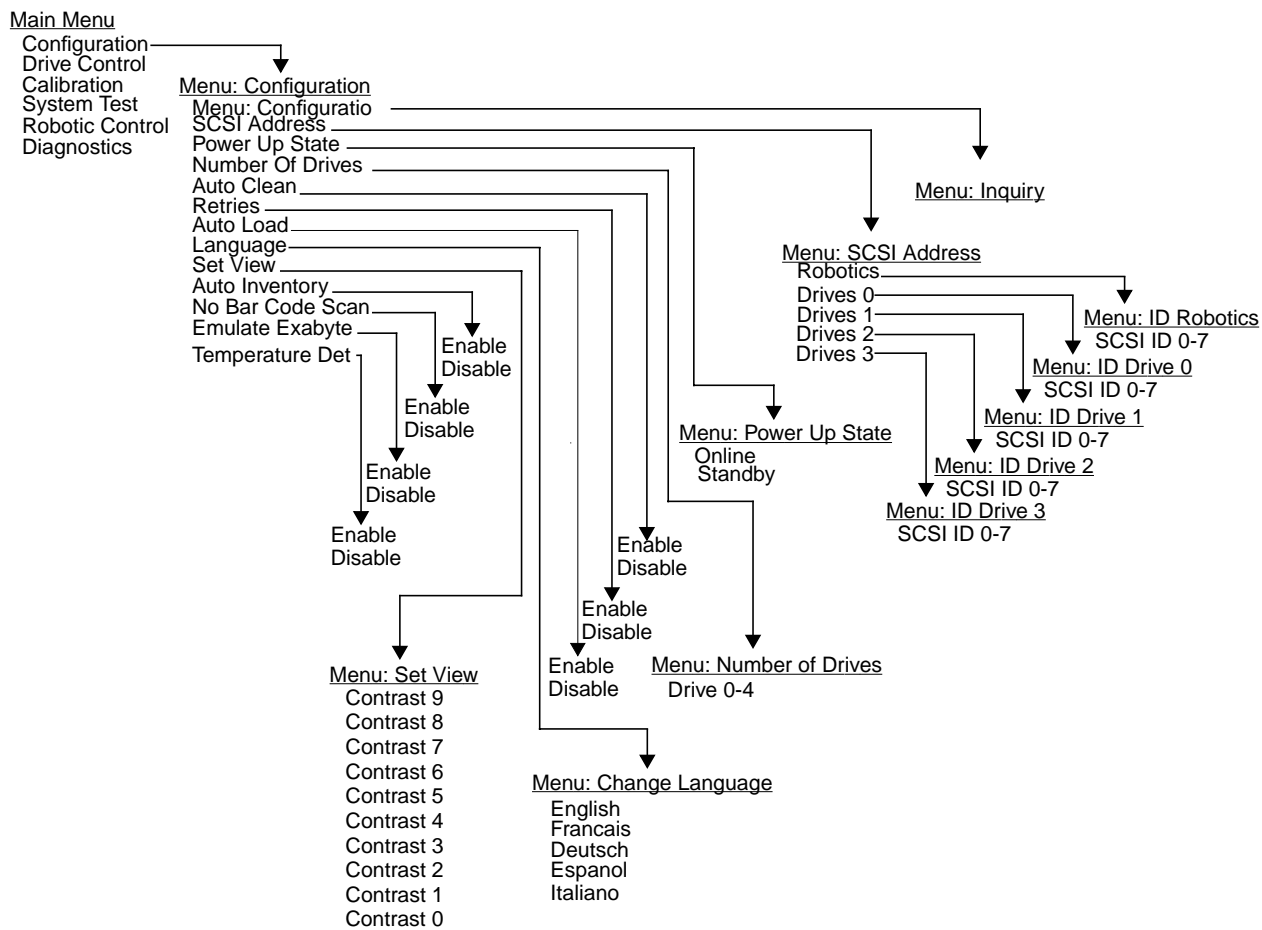 Main Menu
Configuration
Drive Control
Calibration
System Test
Robotic Control
Diagnostics
Menu: Configuration
Menu: Configuratio
SCSI Address
Power Up State
Number Of Drives
Auto Clean
Retries
Auto Load
Language
Set View
Auto Inventory
No Bar Code Scan
Emulate Exabyte
Temperature Det
Menu: Inquiry
Menu: SCSI Address
Robotics
Drives 0
Drives 1
Drives 2
Drives 3
Menu: ID Robotics
SCSI ID 0-7
Menu: ID Drive 0
SCSI ID 0-7
Menu: ID Drive 1
SCSI ID 0-7
Menu: ID Drive 2
SCSI ID 0-7
Menu: ID Drive 3
SCSI ID 0-7
Enable
Disable
Enable
Disable
Enable
Disable
Enable
Disable
Menu: Power Up State
Online
Standby
Enable
Disable
Enable
Disable
Enable
Disable
Menu: Number of Drives
Drive 0-4
Menu: Set View
Contrast 9
Contrast 8
Contrast 7
Contrast 6
Contrast 5
Contrast 4
Contrast 3
Contrast 2
Contrast 1
Contrast 0
Menu: Change Language
English
Francais
Deutsch
Espanol
Italiano